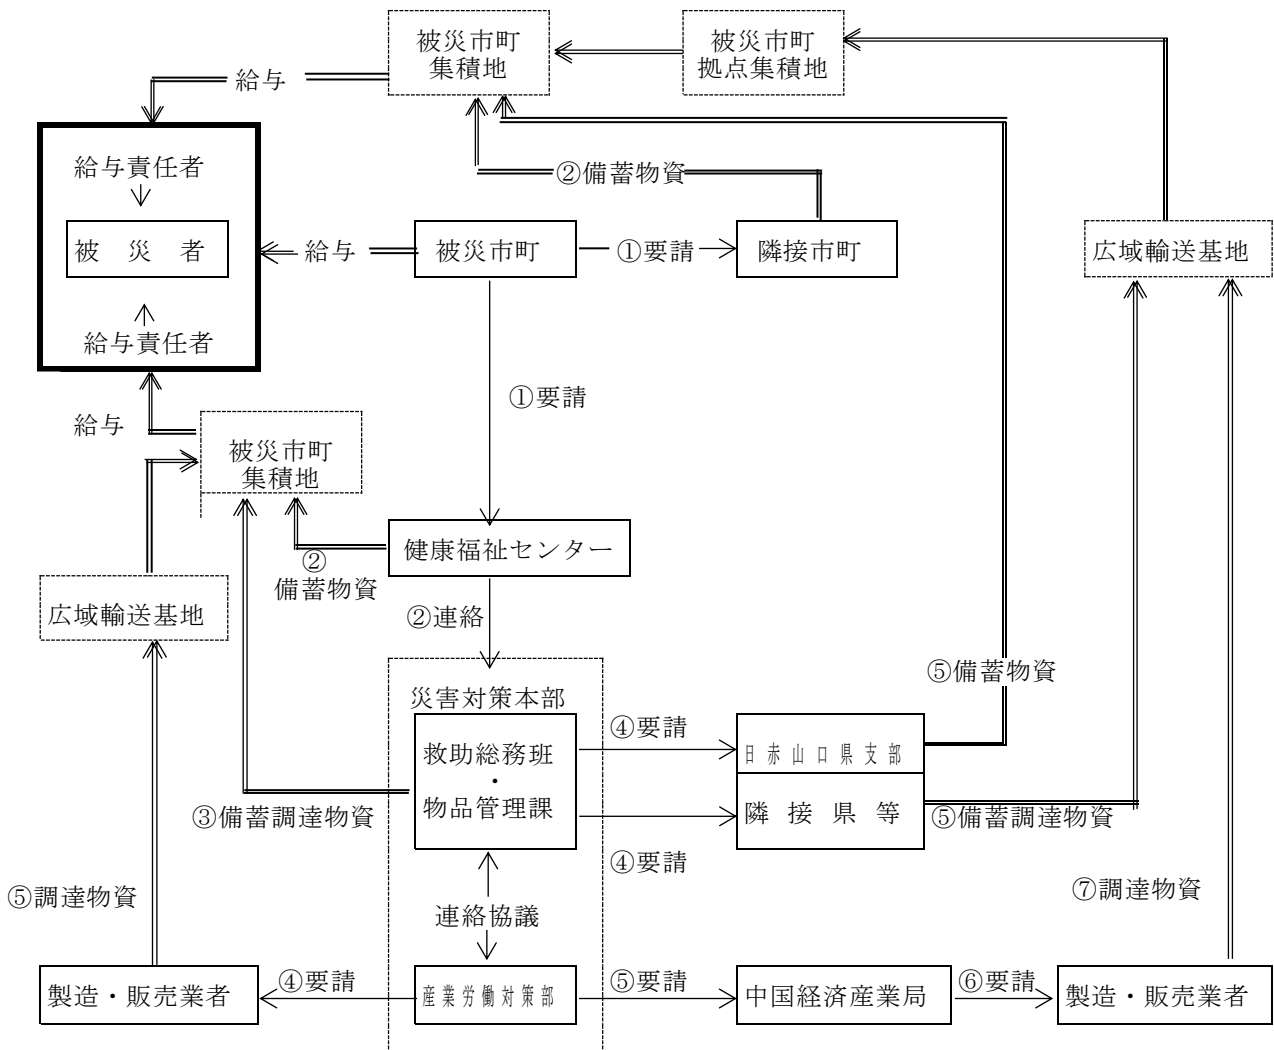 被災市町
集積地
被災市町
拠点集積地
給与
給与責任者
②備蓄物資
被　災　者
給与
被災市町
①要請
隣接市町
広域輸送基地
給与責任者
①要請
給与
被災市町
集積地
健康福祉センター
②
備蓄物資
広域輸送基地
②連絡
⑤備蓄物資
災害対策本部
④要請
救助総務班
・
物品管理課
日赤山口県支部
③備蓄調達物資
隣接県等
⑤備蓄調達物資
④要請
⑤調達物資
⑦調達物資
連絡協議
製造・販売業者
④要請
産業労働対策部
⑤要請
中国経済産業局
⑥要請
製造・販売業者